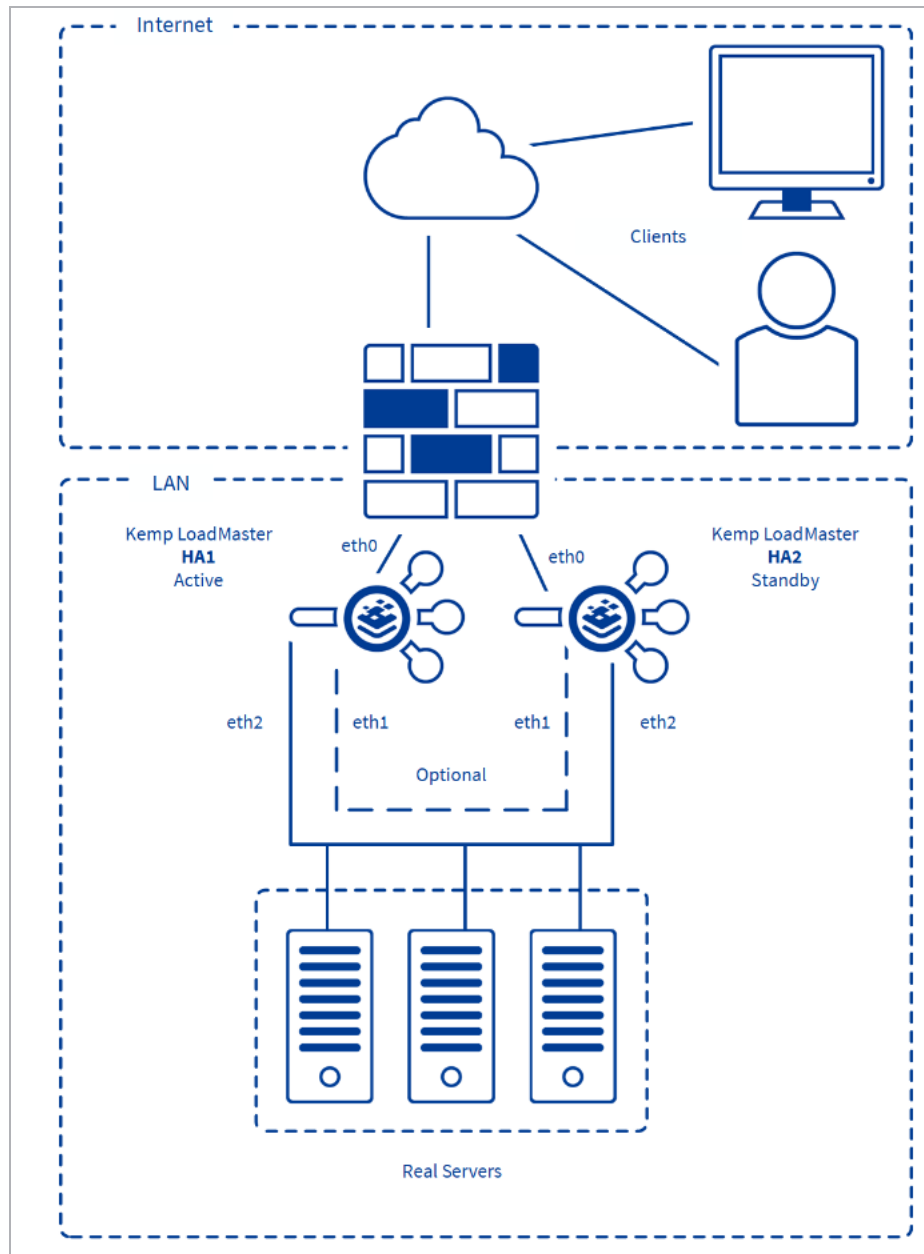 Internet
Clients
LAN
Kemp LoadMaster
HA1
Active
eth0
eth0
Kemp LoadMaster
HA2
Standby
eth2
eth1
eth1
eth2
Optional
Real Servers